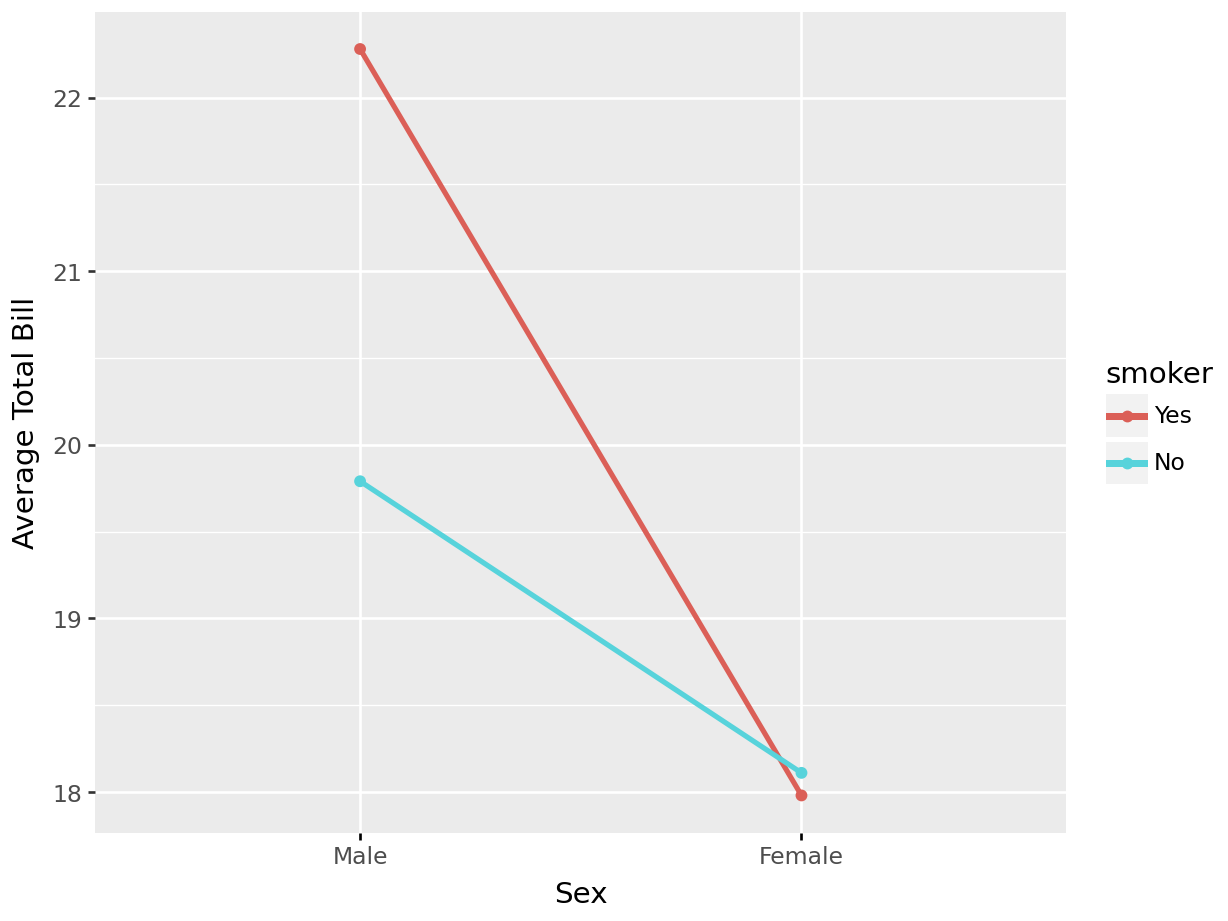 22
21
20
19
18
Average Total Bill
Male
Female
Sex
smoker
Yes
No